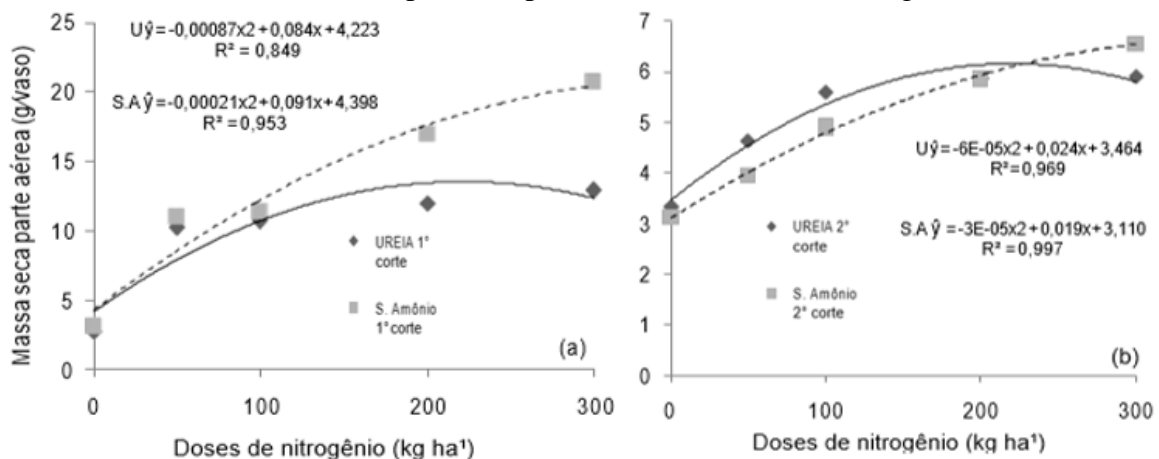 25
20
15
10
5
0
0
100
200
300
Massa seca parte aérea (g/vaso)
Doses de nitrogênio (kg ha¹)
Uŷ=-0,00087x2+0,084x+4,223
R² = 0,849
S.A ŷ=-0,00021x2+0,091x+4,398
R² = 0,953
UREIA 1°
corte
S. Amônio
1° corte
(a)
7
6
5
4
3
2
1
0
0
100
200
300
Doses de nitrogênio (kg ha¹)
Uŷ=-6E-05x2+0,024x+3,464
R²=0,969
UREIA 2°
corte
S.A ŷ=-3E-05x2+0,019x+3,110
R²=0,997
S. Amônio
2° corte
(b)